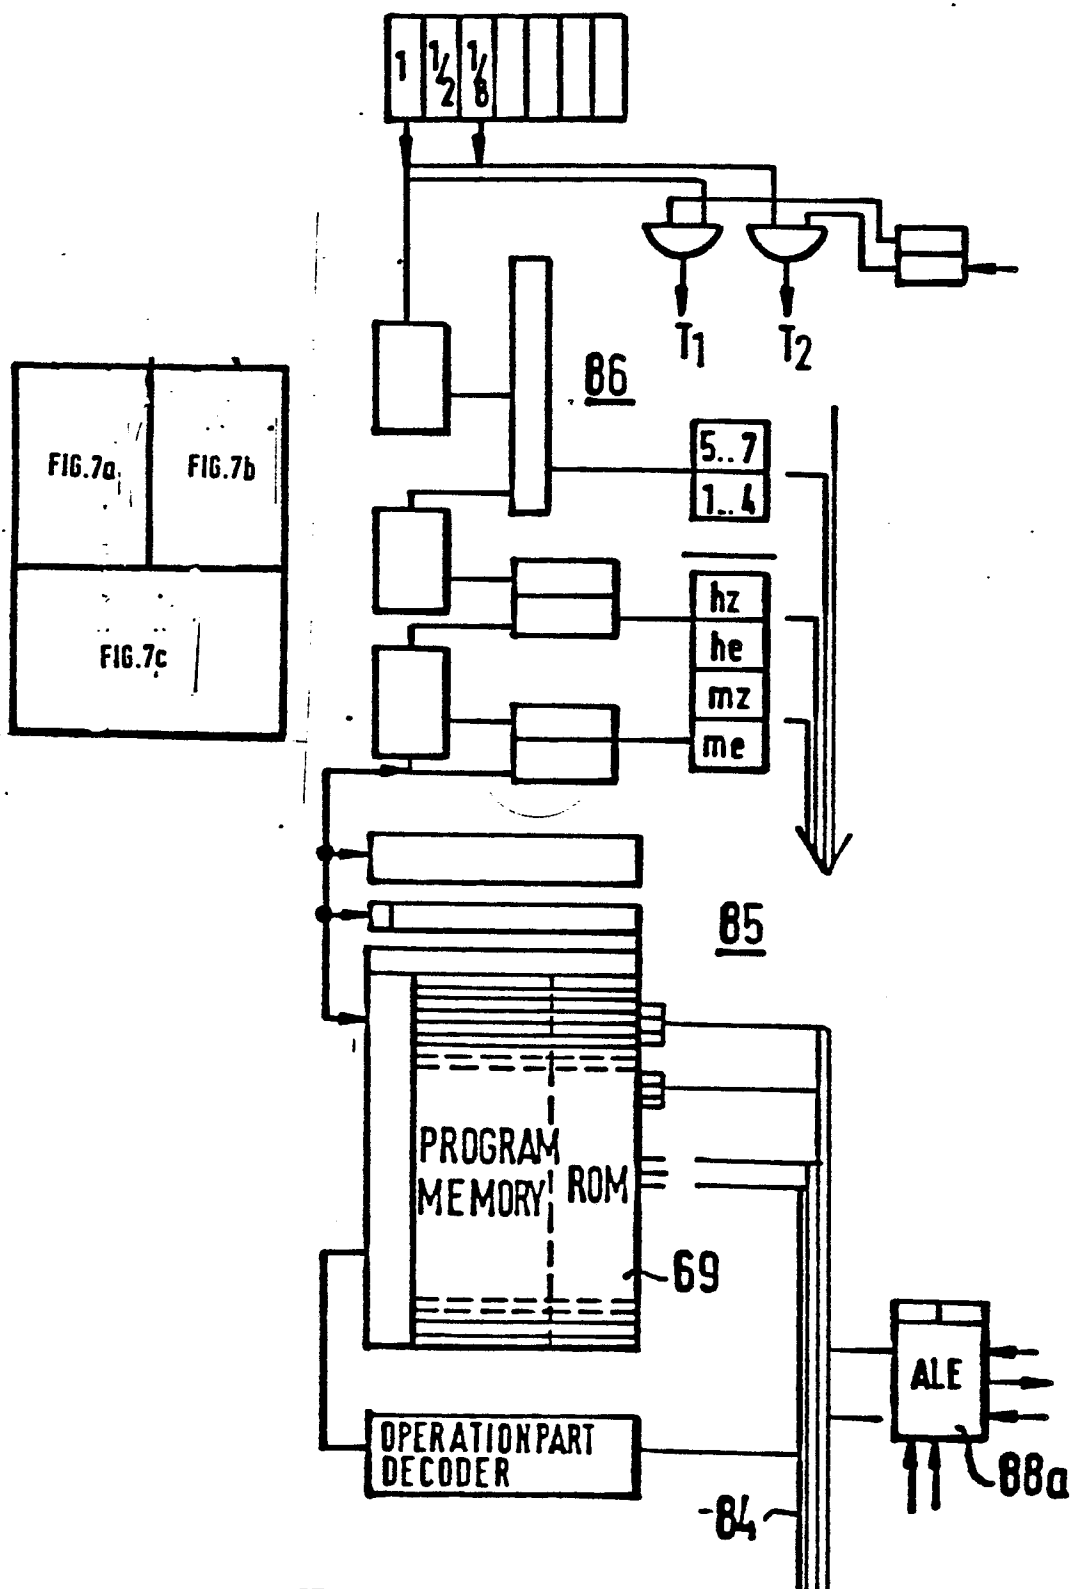 1 1/2 1/8
T1 T2
86
5..7
1...4
hz
he
mz
me
FIG.7a FIG.7b
FIG.7c
85
PROGRAM
MEMORY
ROM
69
OPERATIONPART
DECODER
ALE
88a
84